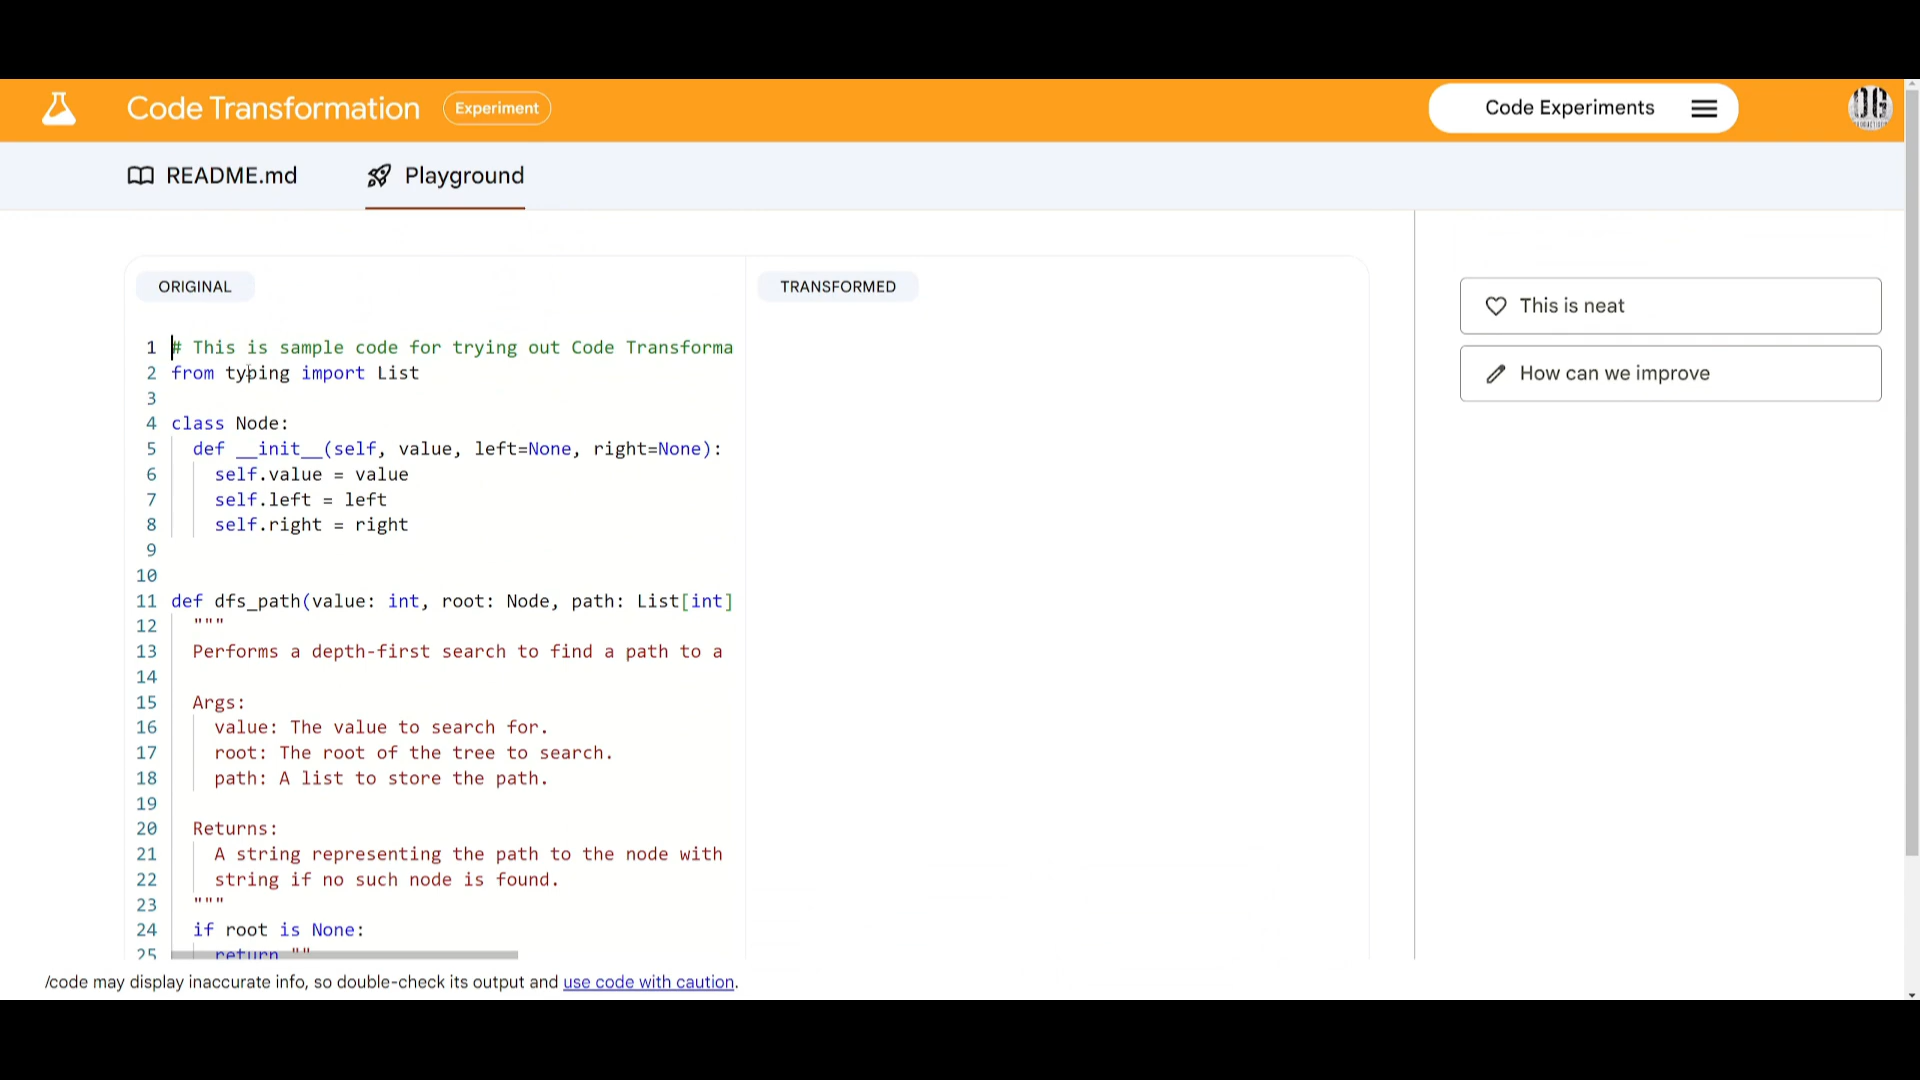 Code Transformation Experiment Code Experiments
README.md Playground
ORIGINAL TRANSFORMED
This is neat
How can we improve
1 # This is sample code for trying out Code Transforma
2 from typing import List
3
4 class Node:
5 def __init__(self, value, left=None, right=None):
6 self.value = value
7 self.left = left
8 self.right = right
9
10
11 def dfs_path(value: int, root: Node, path: List[int]
12 """
13 Performs a depth-first search to find a path to a
14
15 Args:
16 value: The value to search for.
17 root: The root of the tree to search.
18 path: A list to store the path.
19
20 Returns:
21 A string representing the path to the node with
22 string if no such node is found.
23 """
24 if root is None:
25 return ""
/code may display inaccurate info, so double-check its output and use code with caution.